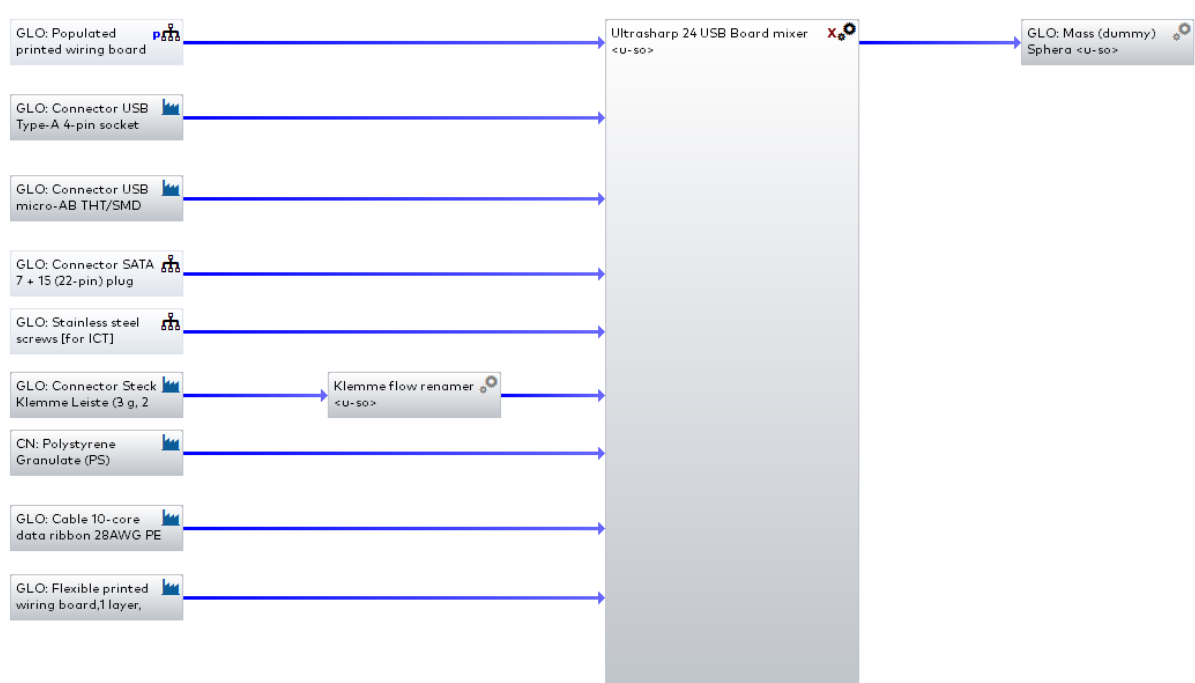 GLO: Populated
printed wiring board
p
Ultrasharp 24 USB Board mixer
<u-so>
X
GLO: Mass (dummy)
Sphera <u-so>
GLO: Connector USB
Type-A 4-pin socket
GLO: Connector USB
micro-AB THT/SMD
GLO: Connector SATA
7 + 15 (22-pin) plug
GLO: Stainless steel
screws [for ICT]
GLO: Connector Steck
Klemme Leiste (3 g, 2
Klemme flow renamer
<u-so>
CN: Polystyrene
Granulate (PS)
GLO: Cable 10-core
data ribbon 28AWG PE
GLO: Flexible printed
wiring board,1 layer,